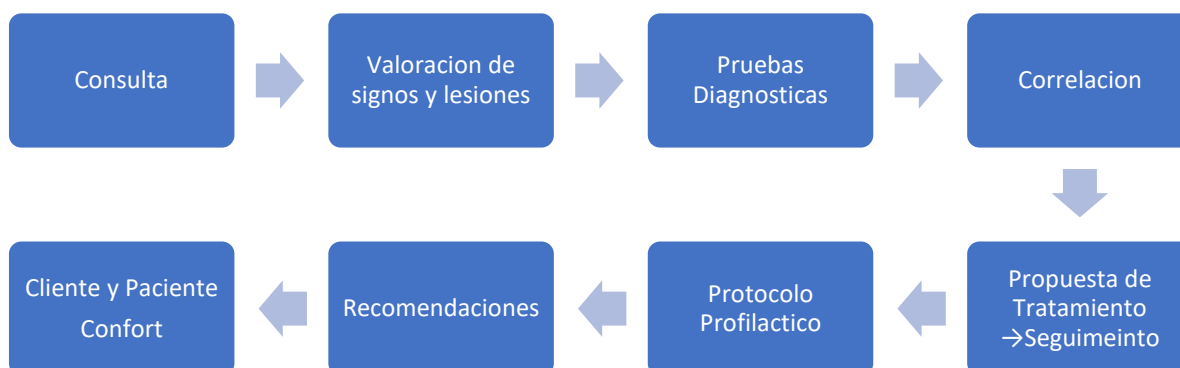 Consulta
Valoracion de
signos y lesiones
Pruebas
Diagnosticas
Correlacion
Propuesta de
Tratamiento
→Seguimeinto
Protocolo
Profilactico
Recomendaciones
Cliente y Paciente
Confort